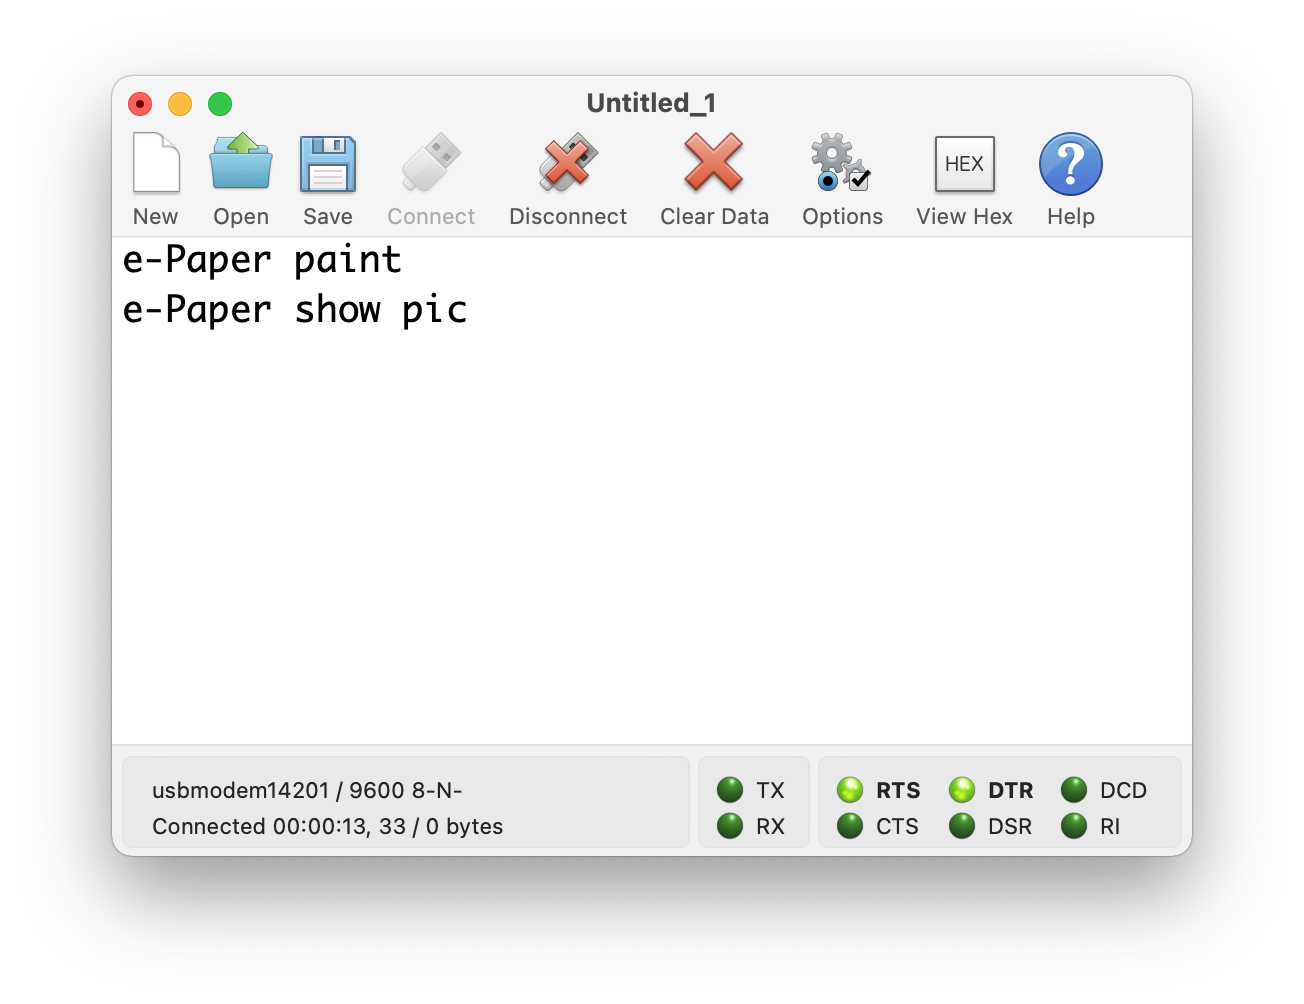 Untitled_1
New Open Save Connect Disconnect Clear Data Options HEX View Hex ? Help
e-Paper paint
e-Paper show pic
usbmodem14201 / 9600 8-N-
Connected 00:00:13, 33 / 0 bytes
TX
RX
RTS DTR DCD
CTS DSR RI